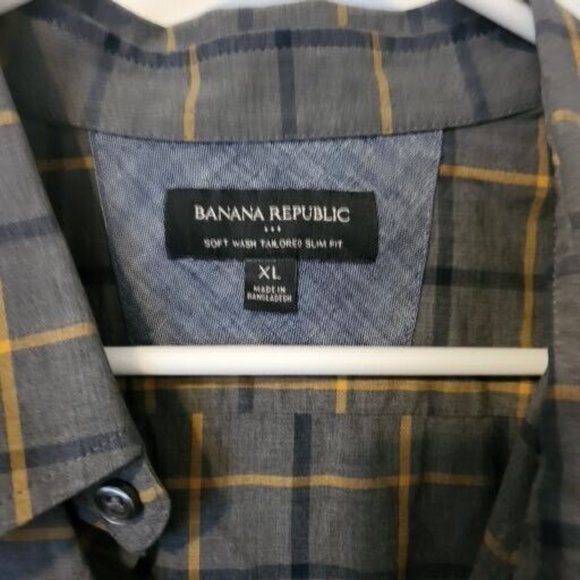 BANANA REPUBLIC
SOFT WASH TAILORED SLIM FIT
XL
MADE IN
BANGLADESH